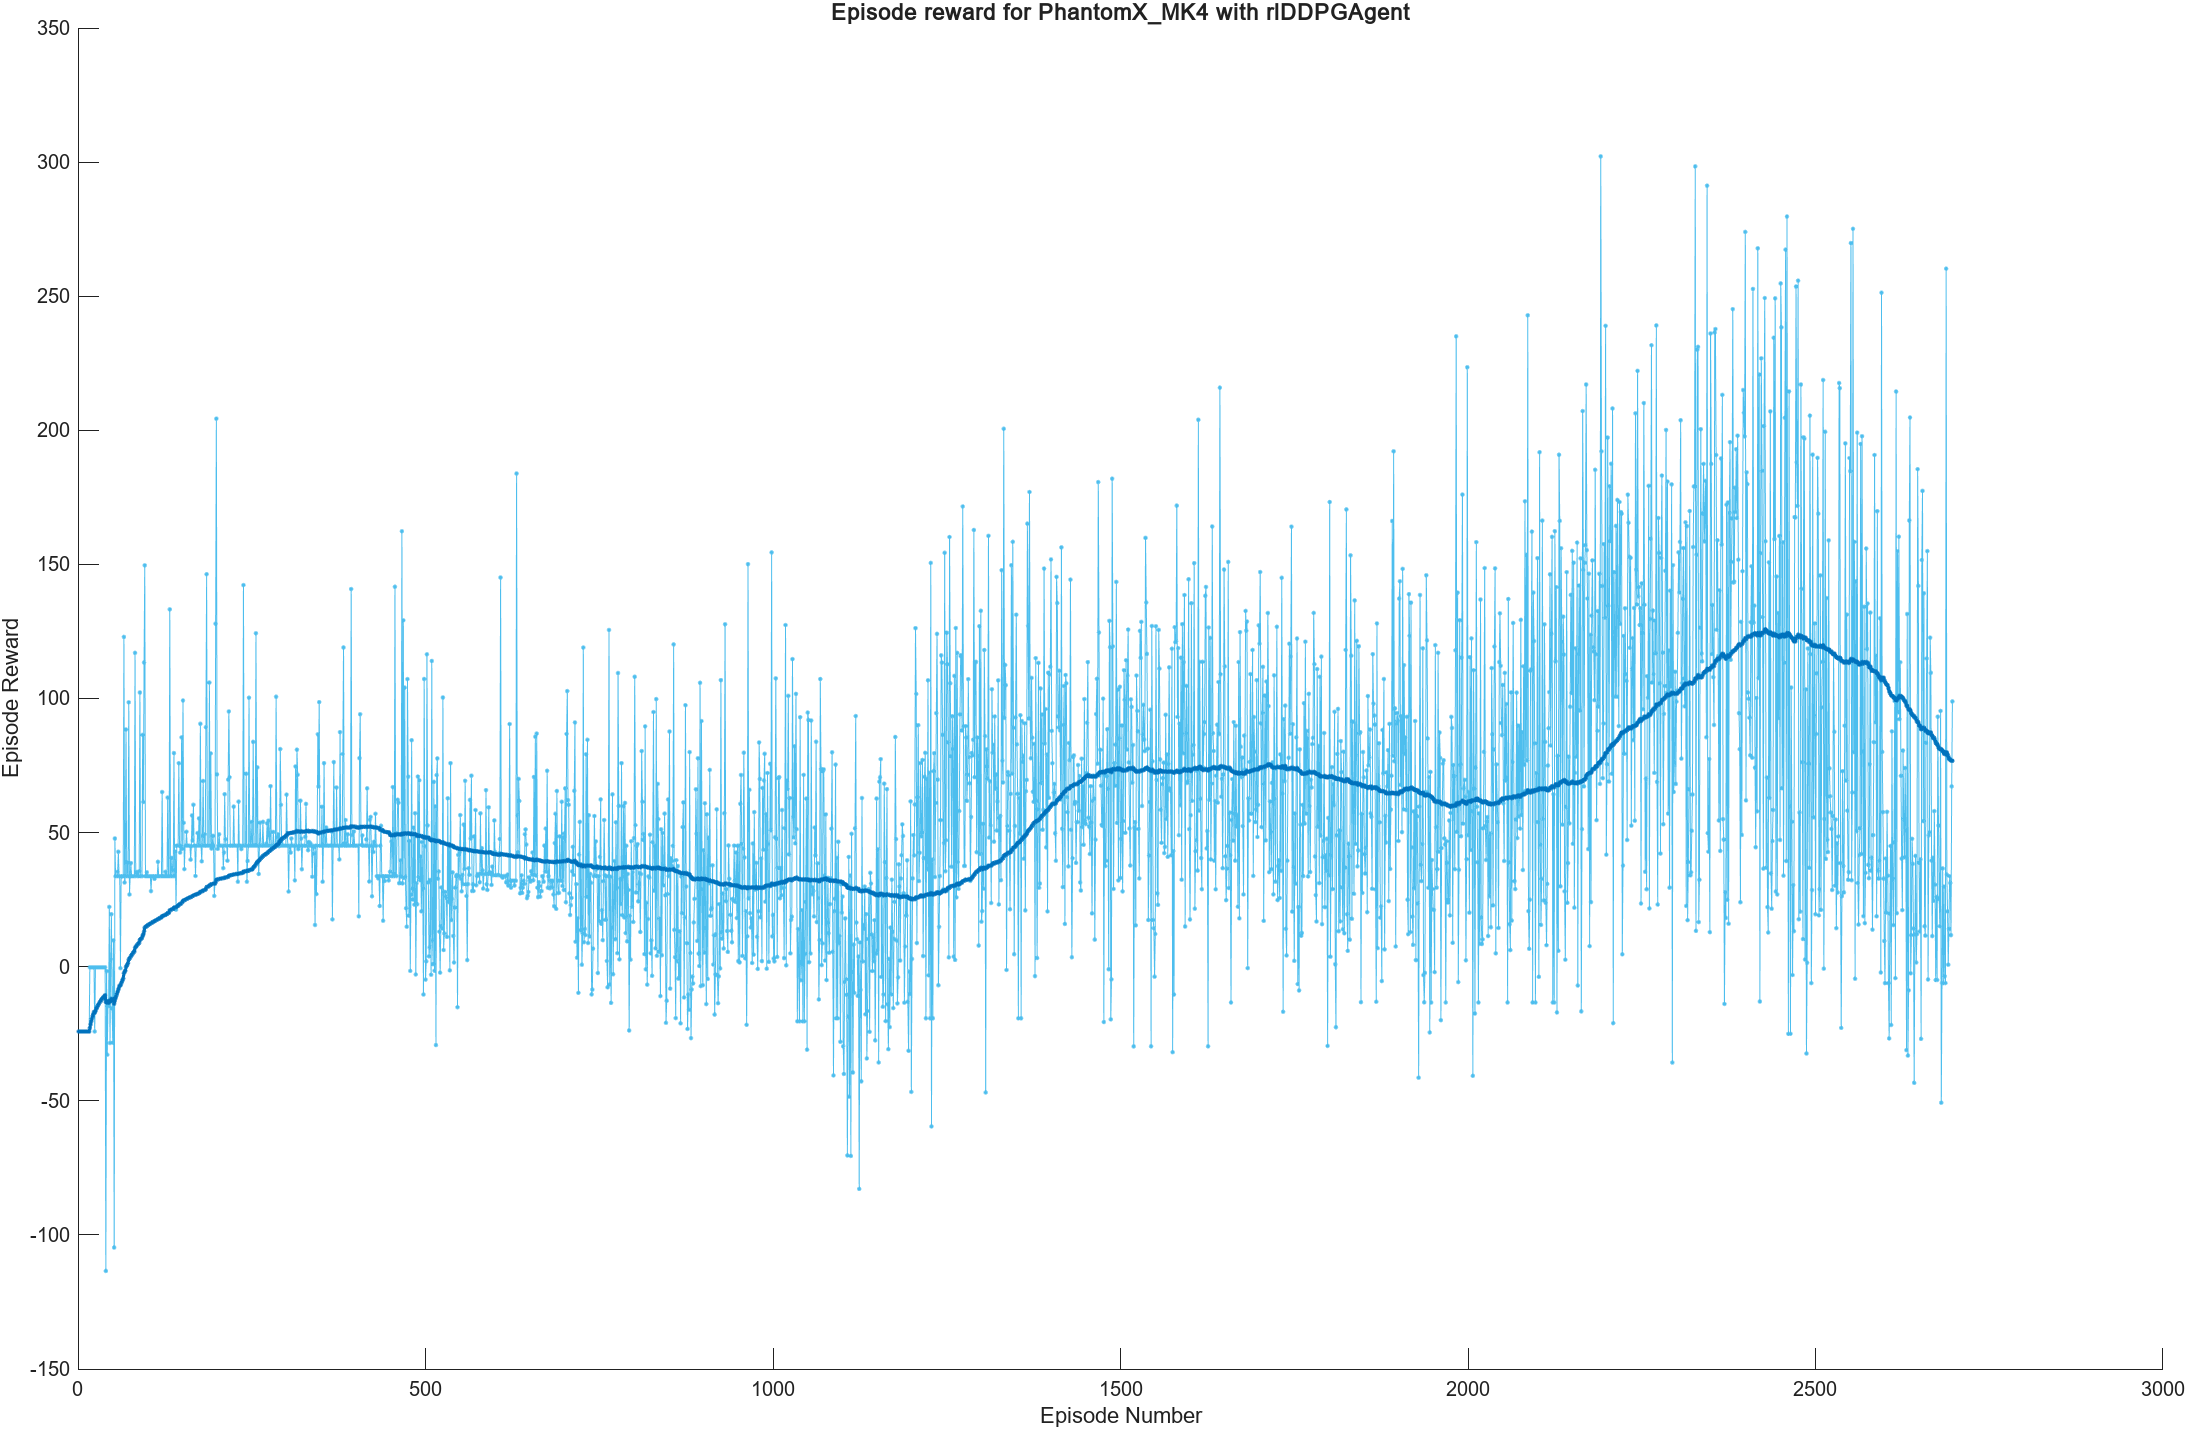 Episode reward for PhantomX_MK4 with rlDDPGAgent
350
300
250
200
150
100
50
0
-50
-100
-150
Episode Reward
0 500 1000 1500 2000 2500 3000
Episode Number